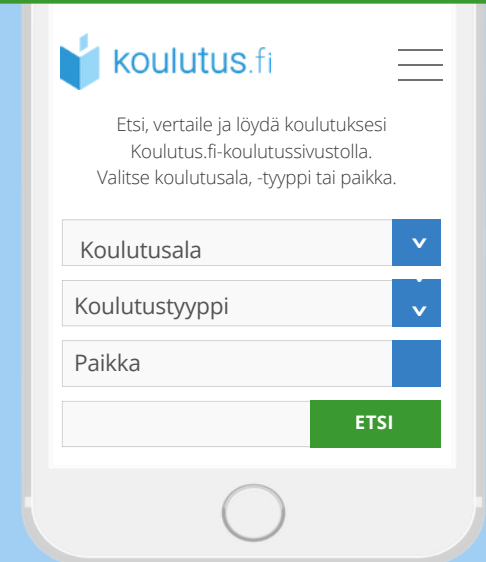 koulutus.fi
Etsi, vertaile ja löydä koulutuksesi
Koulutus.fi-koulutussivustolla.
Valitse koulutusala, -tyyppi tai paikka.
Koulutusala
Koulutustyyppi
Paikka
ETSI